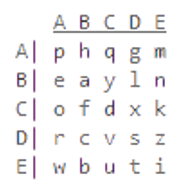 A B C D E
A| p h q g m
B| e a y l n
C| o f d x k
D| r c v s z
E| w b u t i